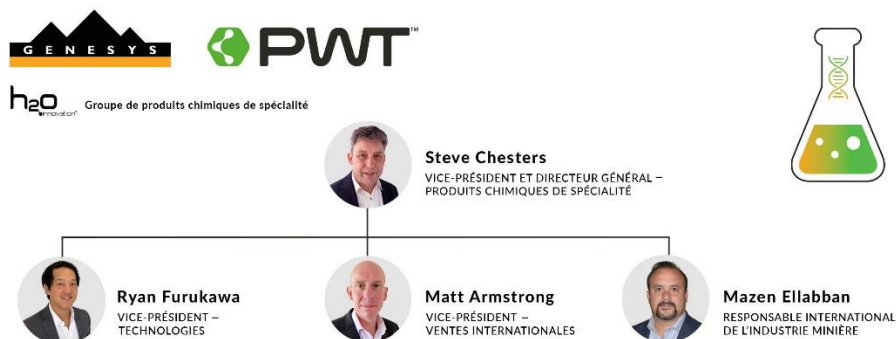 GENESYS
PWT™
h2o innovation
Groupe de produits chimiques de spécialité
Steve Chesters
VICE-PRÉSIDENT ET DIRECTEUR GÉNÉRAL –
PRODUITS CHIMIQUES DE SPÉCIALITÉ
Ryan Furukawa
VICE-PRÉSIDENT –
TECHNOLOGIES
Matt Armstrong
VICE-PRÉSIDENT –
VENTES INTERNATIONALES
Mazen Ellabban
RESPONSABLE INTERNATIONAL
DE L'INDUSTRIE MINIÈRE